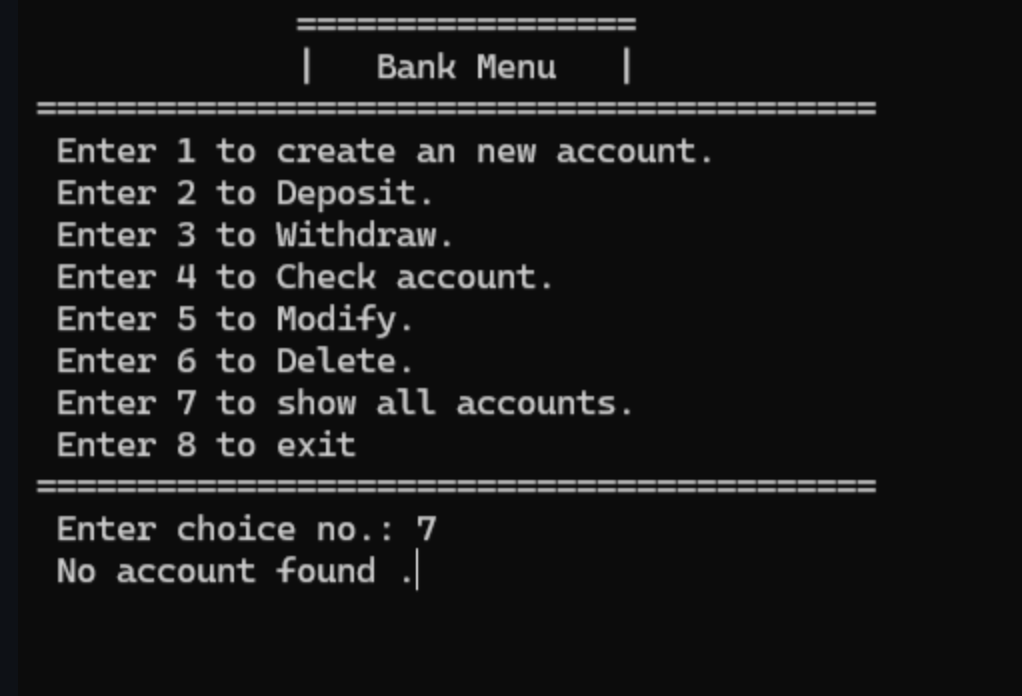 =================
|   Bank Menu   |
==========================================
Enter 1 to create an new account.
Enter 2 to Deposit.
Enter 3 to Withdraw.
Enter 4 to Check account.
Enter 5 to Modify.
Enter 6 to Delete.
Enter 7 to show all accounts.
Enter 8 to exit
==========================================
Enter choice no.: 7
No account found .